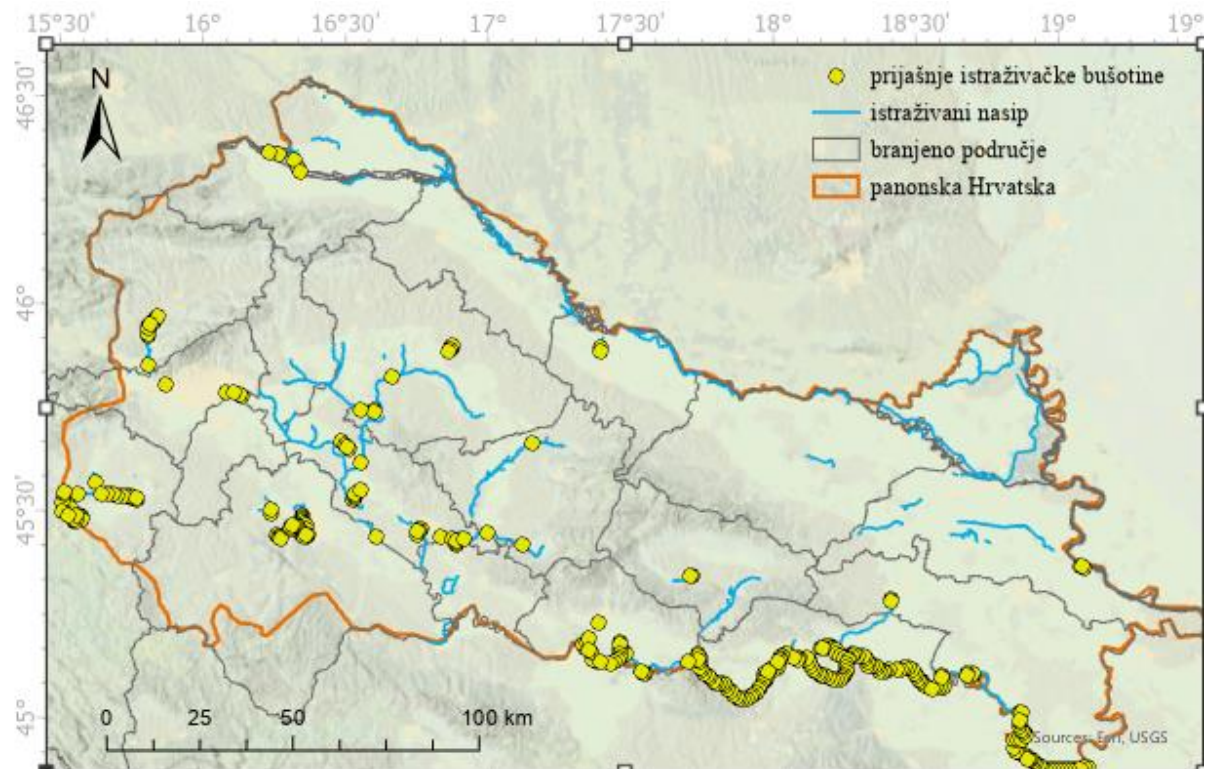 15°30' 16° 16°30' 17° 17°30' 18° 18°30' 19° 19°
N
46°30'
46°
45°30'
45°
prijašnje istraživačke bušotine
istraživani nasip
branjeno područje
panonska Hrvatska
0 25 50 100 km
Sources: Esri, USGS